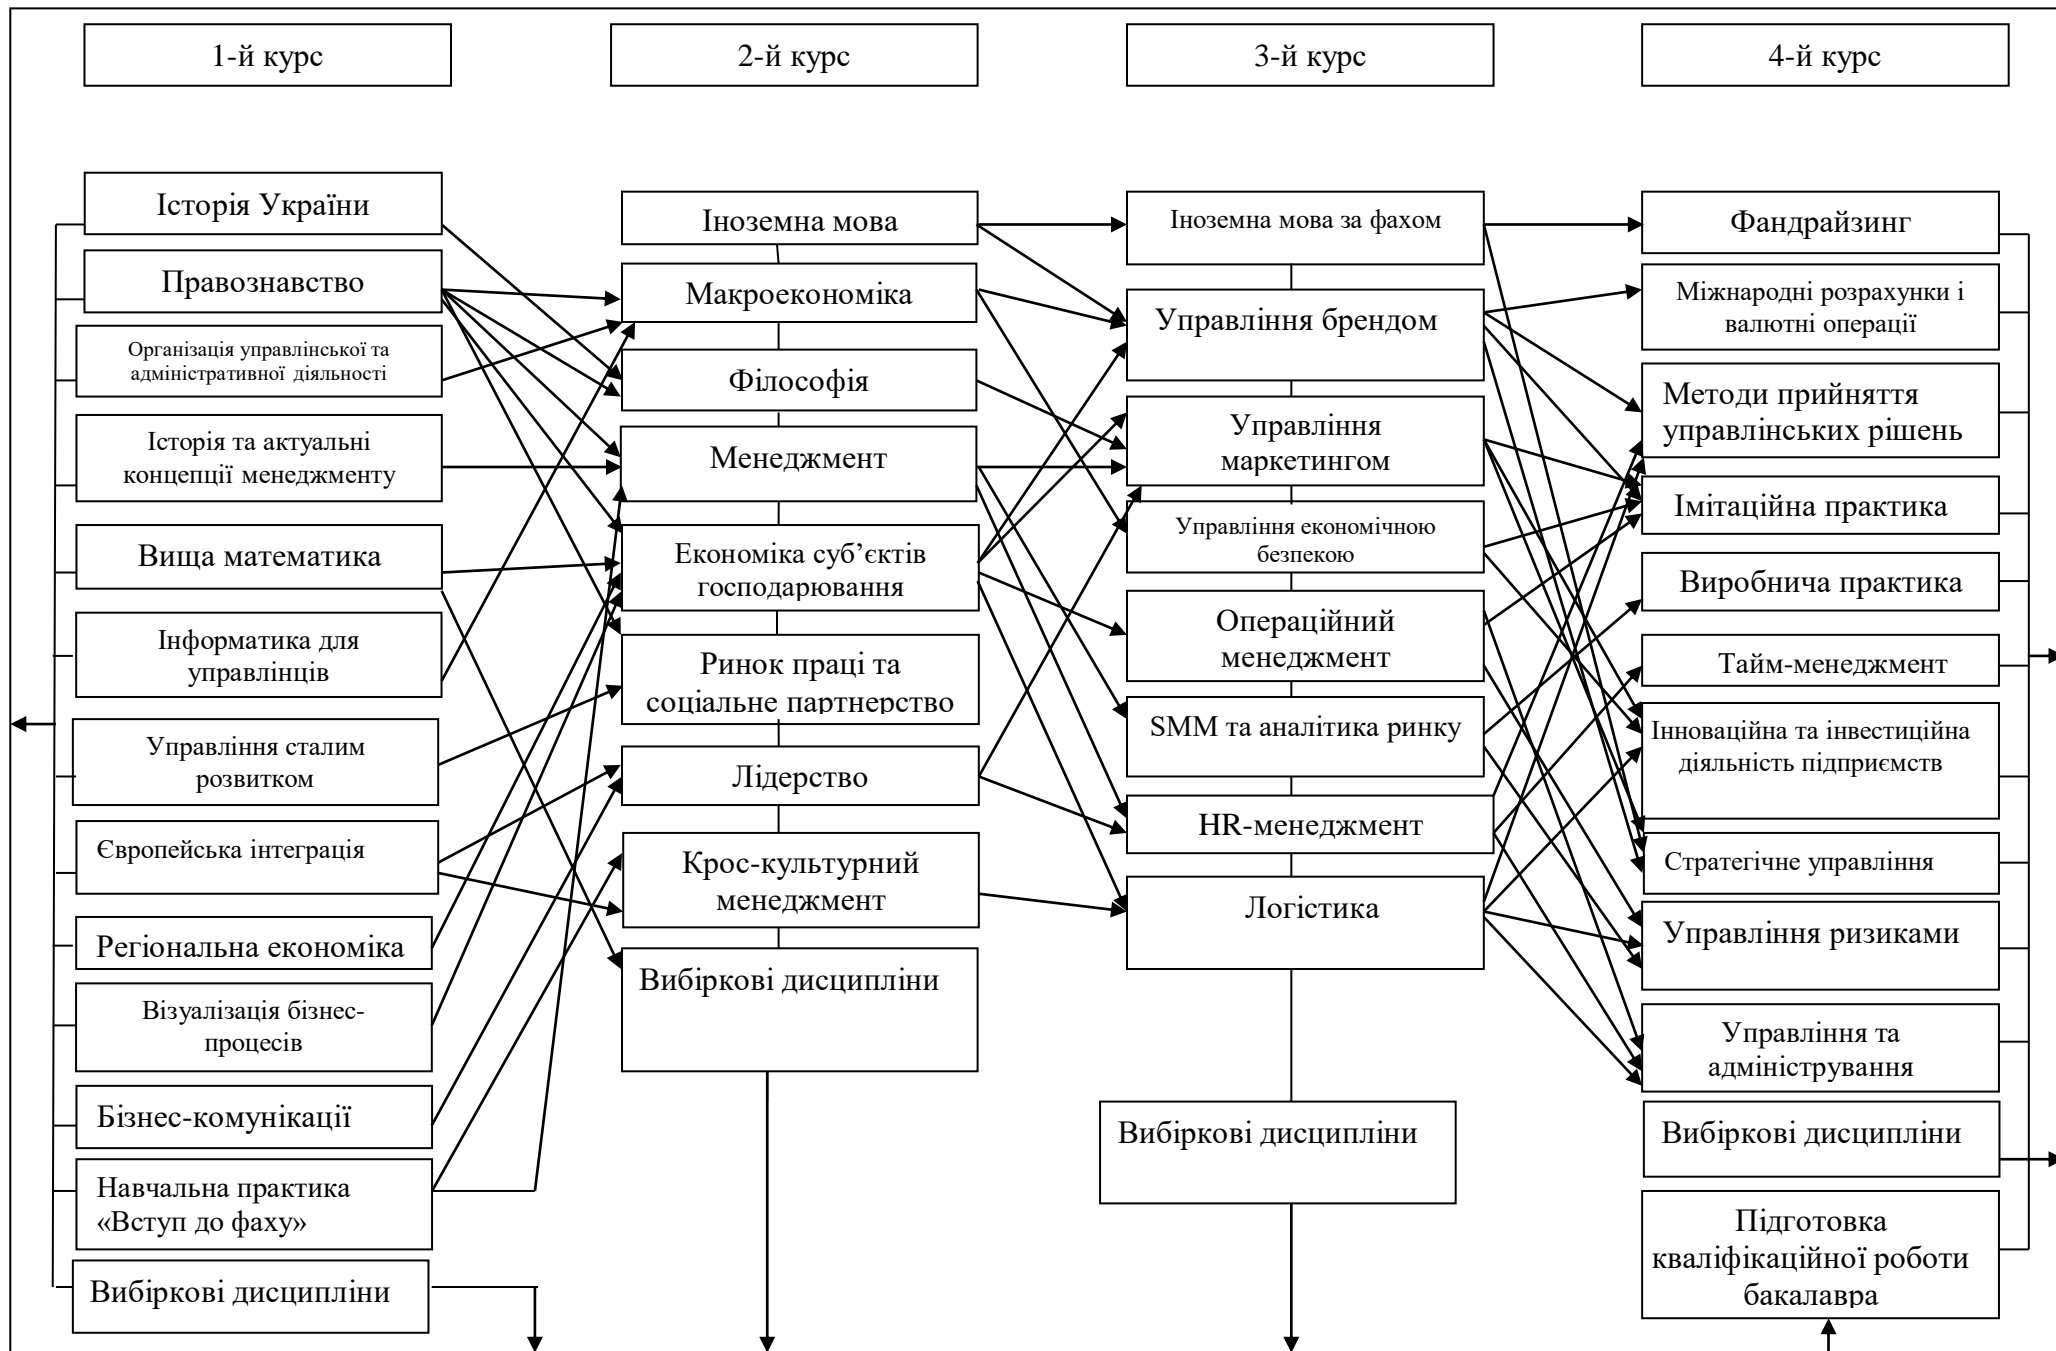 1-й курс
2-й курс
3-й курс
4-й курс
Історія України
Правознавство
Організація управлінської та
адміністративної діяльності
Історія та актуальні
концепції менеджменту
Вища математика
Інформатика для
управлінців
Управління сталим
розвитком
Європейська інтеграція
Регіональна економіка
Візуалізація бізнес-
процесів
Бізнес-комунікації
Навчальна практика
«Вступ до фаху»
Вибіркові дисципліни
Іноземна мова
Макроекономіка
Філософія
Менеджмент
Економіка суб’єктів
господарювання
Ринок праці та
соціальне партнерство
Лідерство
Крос-культурний
менеджмент
Вибіркові дисципліни
Іноземна мова за фахом
Управління брендом
Управління
маркетингом
Управління економічною
безпекою
Операційний
менеджмент
SMM та аналітика ринку
HR-менеджмент
Логістика
Вибіркові дисципліни
Фандрайзинг
Міжнародні розрахунки і
валютні операції
Методи прийняття
управлінських рішень
Імітаційна практика
Виробнича практика
Тайм-менеджмент
Інноваційна та інвестиційна
діяльність підприємств
Стратегічне управління
Управління ризиками
Управління та
адміністрування
Вибіркові дисципліни
Підготовка
кваліфікаційної роботи
бакалавра